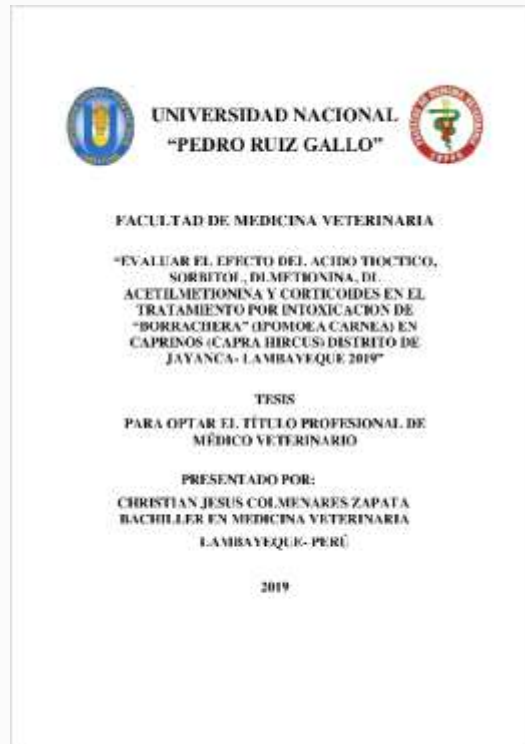 UNIVERSIDAD NACIONAL
“PEDRO RUIZ GALLO”
FACULTAD DE MEDICINA VETERINARIA
“EVALUAR EL EFECTO DEL ACIDO TIOCTICO,
SORBITOL, DLMETIONINA, DL
ACETILMETIONINA Y CORTICOIDES EN EL
TRATAMIENTO POR INTOXICACION DE
“BORRACHERA” (IPOMOEA CARNEA) EN
CAPRINOS (CAPRA HIRCUS) DISTRITO DE
JAYANCA- LAMBAYEQUE 2019”
TESIS
PARA OPTAR EL TÍTULO PROFESIONAL DE
MÉDICO VETERINARIO
PRESENTADO POR:
CHRISTIAN JESUS COLMENARES ZAPATA
BACHILLER EN MEDICINA VETERINARIA
LAMBAYEQUE- PERÚ
2019